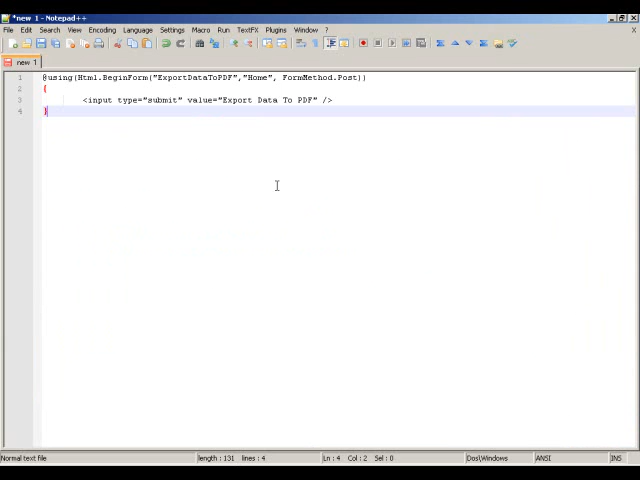 *new 1 - Notepad++
File Edit Search View Encoding Language Settings Macro Run TextFX Plugins Window ?
new 1
1 @using(Html.BeginForm("ExportDataToPDF","Home", FormMethod.Post))
2 {
3 <input type="submit" value="Export Data To PDF" />
4 }
Normal text file length : 131 lines : 4 Ln : 4 Col : 2 Sel : 0 Dos\Windows ANSI INS